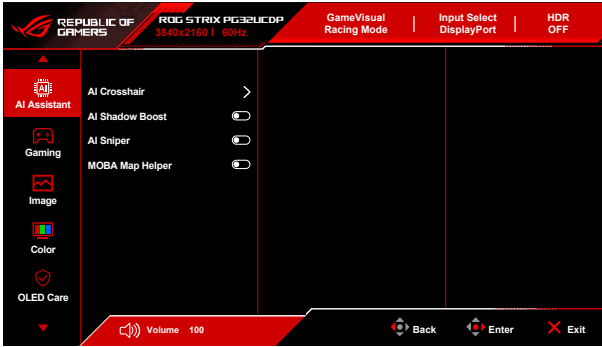 REPUBLIC OF
GAMERS
ROG STRIX PG32UCDP
3840x2160 | 60Hz
GameVisual
Racing Mode
Input Select
DisplayPort
HDR
OFF
AI
AI Assistant
Gaming
Image
Color
OLED Care
AI Crosshair
AI Shadow Boost
AI Sniper
MOBA Map Helper
Volume 100
Back
Enter
Exit